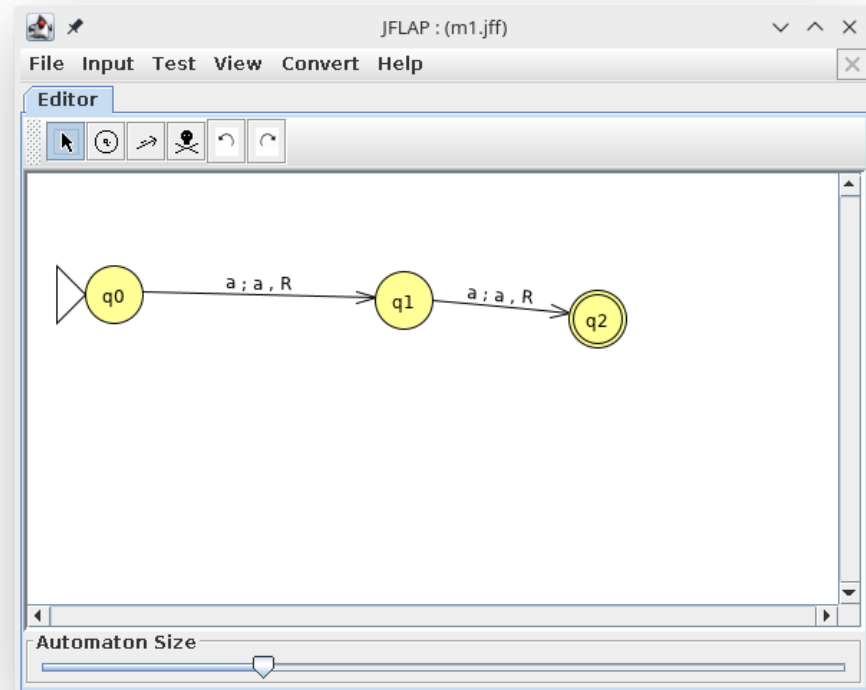 JFLAP : (m1.jff)
File Input Test View Convert Help
Editor
q
q0
a ; a , R
q1
a ; a , R
q2
Automaton Size